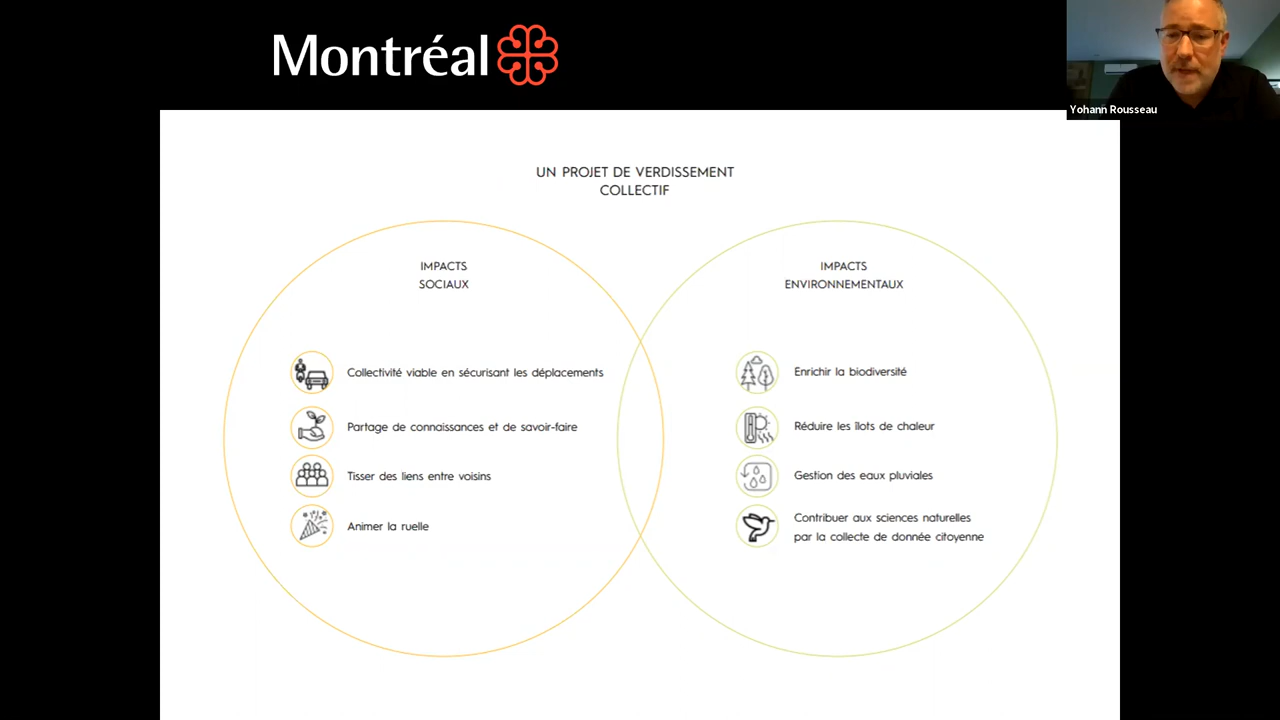 Montréal
Yohann Rousseau
UN PROJET DE VERDISSEMENT
COLLECTIF
IMPACTS
SOCIAUX
Collectivité viable en sécurisant les déplacements
Partage de connaissances et de savoir-faire
Tisser des liens entre voisins
Animer la ruelle
IMPACTS
ENVIRONNEMENTAUX
Enrichir la biodiversité
Réduire les îlots de chaleur
Gestion des eaux pluviales
Contribuer aux sciences naturelles
par la collecte de donnée citoyenne